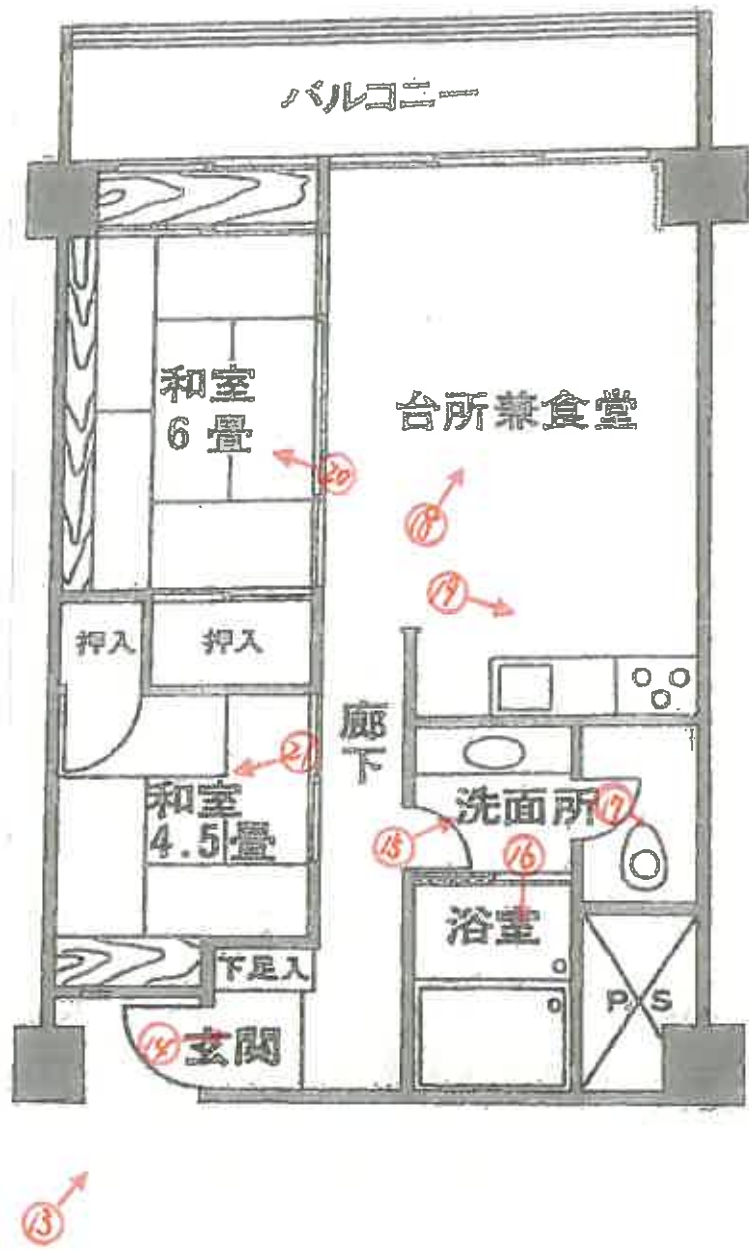 バルコニー
和室
6畳
台所兼食堂
⑳
⑱
⑲
押入
押入
廊下
㉑
和室
4.5畳
洗面所
⑰
⑮
⑯
浴室
下足入
PS
⑭
玄関
⑬